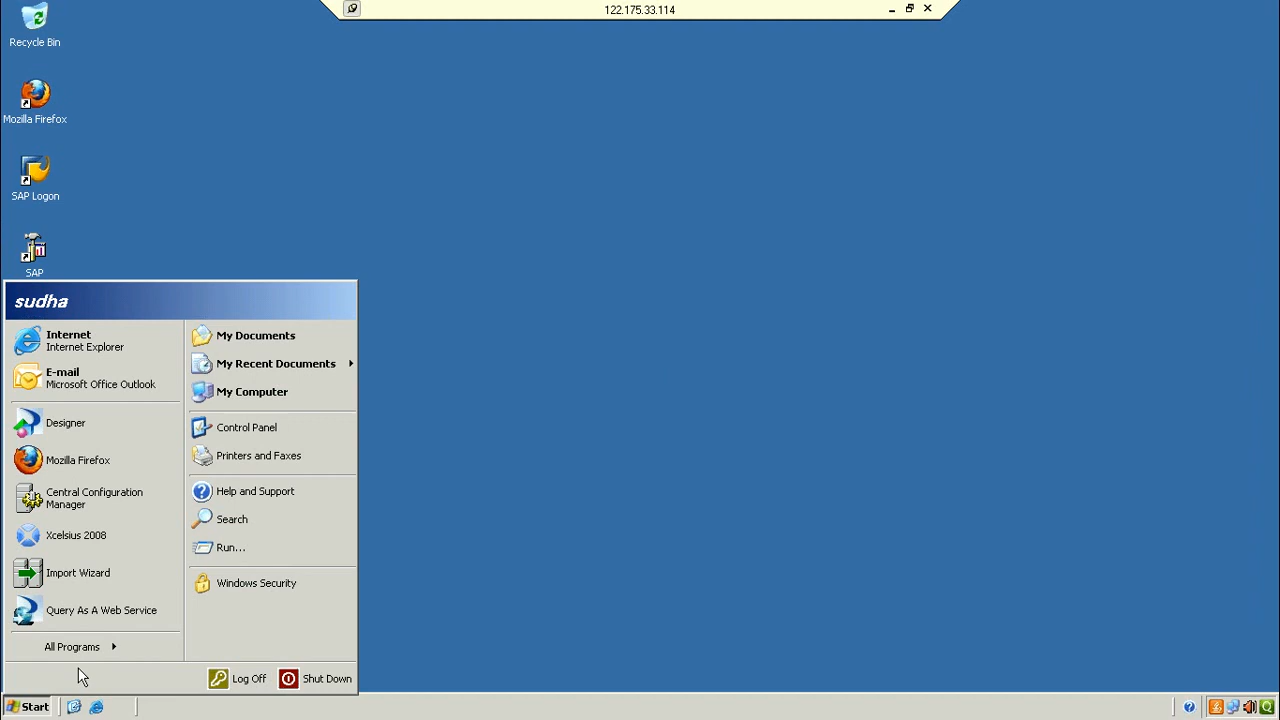 122.175.33.114
Recycle Bin
Mozilla Firefox
SAP Logon
SAP
sudha
Internet
Internet Explorer
E-mail
Microsoft Office Outlook
Designer
Mozilla Firefox
Central Configuration
Manager
Xcelsius 2008
Import Wizard
Query As A Web Service
All Programs
My Documents
My Recent Documents
My Computer
Control Panel
Printers and Faxes
Help and Support
Search
Run...
Windows Security
Log Off
Shut Down
Start